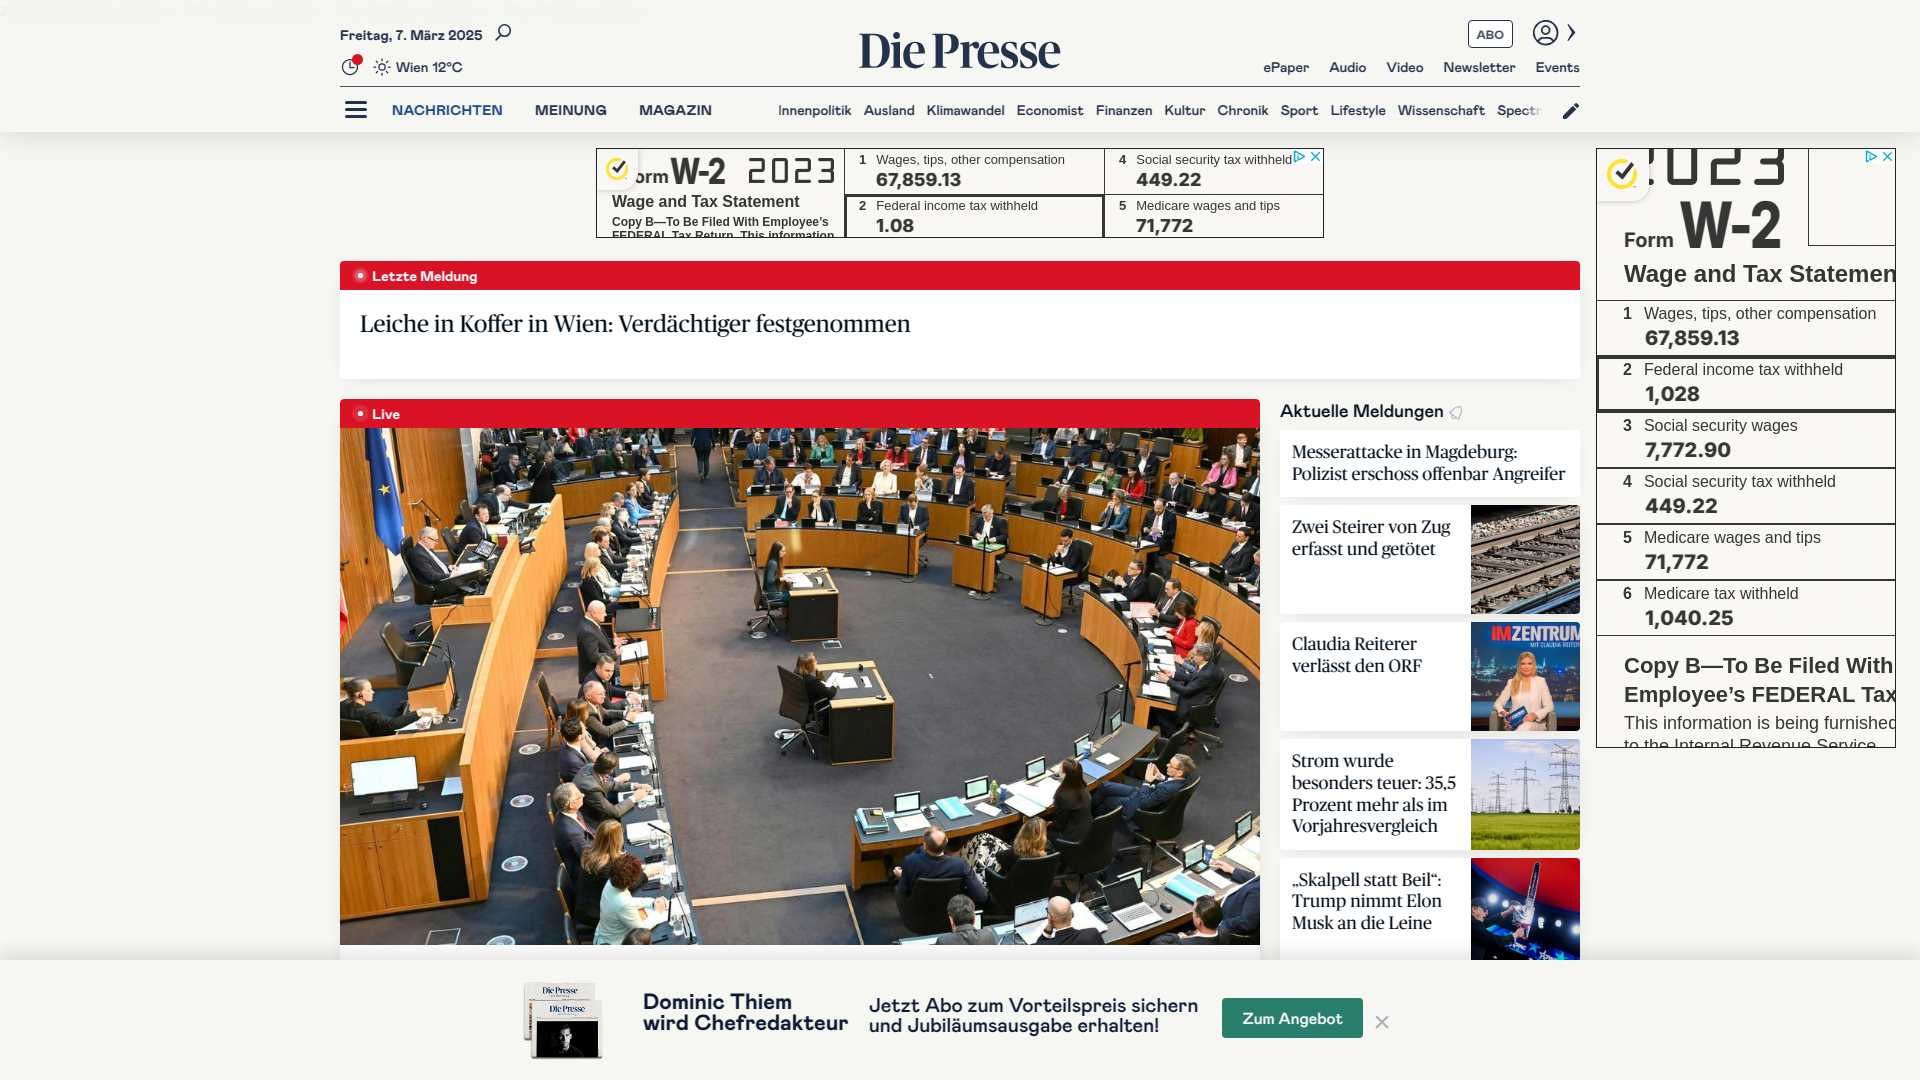 Freitag, 7. März 2025
Wien 12°C
Die Presse
ABO
ePaper Audio Video Newsletter Events
NACHRICHTEN MEINUNG MAGAZIN
Innenpolitik Ausland Klimawandel Economist Finanzen Kultur Chronik Sport Lifestyle Wissenschaft Spectr
orm W-2 2023
Wage and Tax Statement
Copy B—To Be Filed With Employee's
FEDERAL Tax Return. This information
1 Wages, tips, other compensation
67,859.13
2 Federal income tax withheld
1.08
4 Social security tax withheld
449.22
5 Medicare wages and tips
71,772
2023
Form W-2
Wage and Tax Statemen
1 Wages, tips, other compensation
67,859.13
2 Federal income tax withheld
1,028
3 Social security wages
7,772.90
4 Social security tax withheld
449.22
5 Medicare wages and tips
71,772
6 Medicare tax withheld
1,040.25
Copy B—To Be Filed With
Employee's FEDERAL Tax
This information is being furnished
to the Internal Revenue Service
Letzte Meldung
Leiche in Koffer in Wien: Verdächtiger festgenommen
Live
Aktuelle Meldungen
Messerattacke in Magdeburg:
Polizist erschoss offenbar Angreifer
Zwei Steirer von Zug
erfasst und getötet
Claudia Reiterer
verlässt den ORF
IMZENTRUM
MIT CLAUDIA REITER
Strom wurde
besonders teuer: 35,5
Prozent mehr als im
Vorjahresvergleich
„Skalpell statt Beil“:
Trump nimmt Elon
Musk an die Leine
Die Presse
Die Presse
Dominic Thiem
wird Chefredakteur
Jetzt Abo zum Vorteilspreis sichern
und Jubiläumsausgabe erhalten!
Zum Angebot